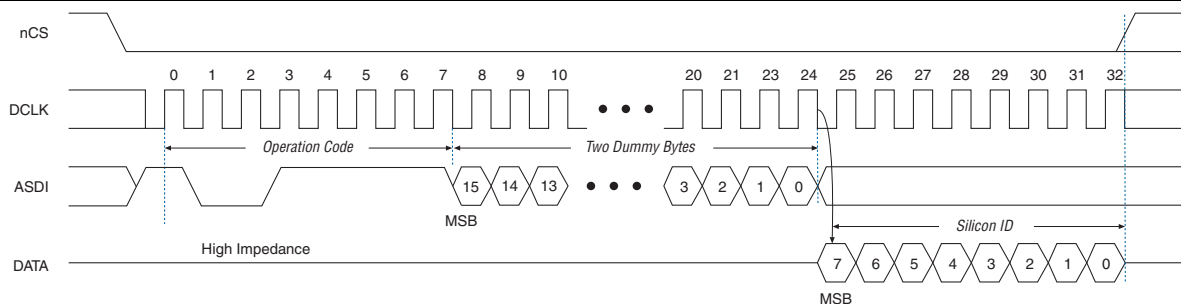 nCS
0 1 2 3 4 5 6 7 8 9 10 20 21 23 24 25 26 27 28 29 30 31 32
DCLK
Operation Code Two Dummy Bytes
ASDI 15 14 13 3 2 1 0
MSB
Silicon ID
High Impedance
DATA 7 6 5 4 3 2 1 0
MSB